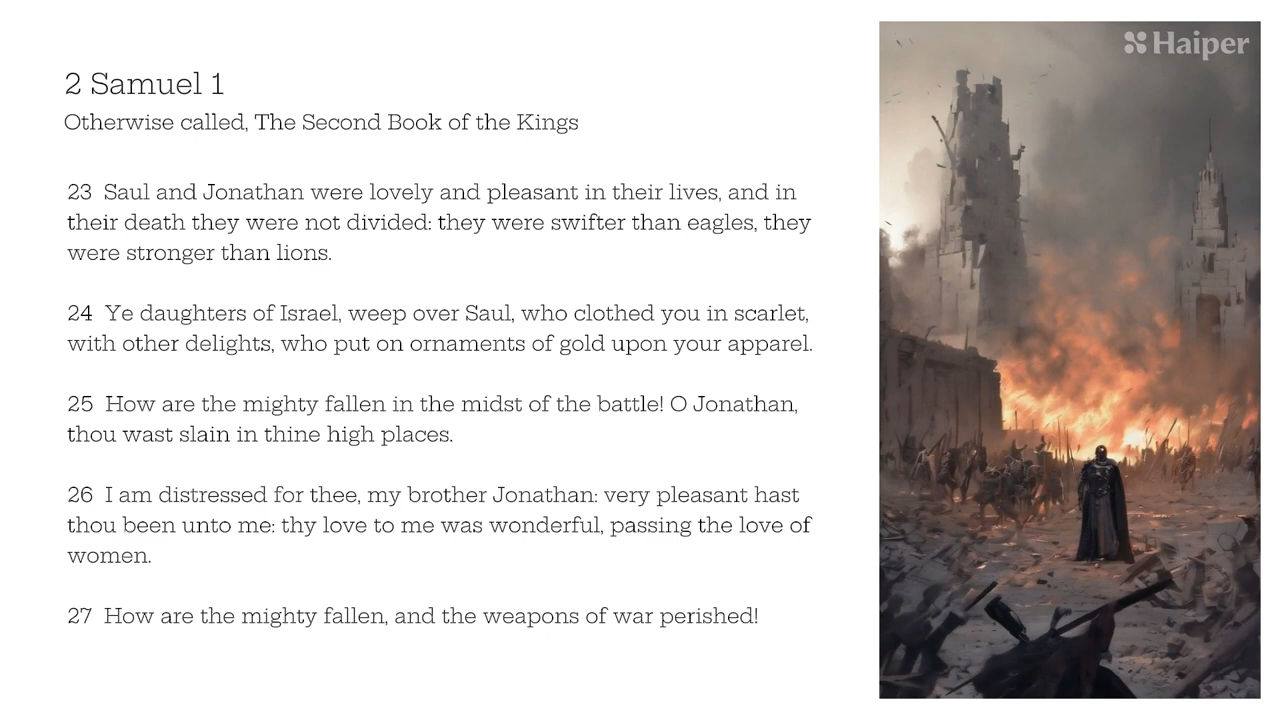 2 Samuel 1
Otherwise called, The Second Book of the Kings
23 Saul and Jonathan were lovely and pleasant in their lives, and in
their death they were not divided: they were swifter than eagles, they
were stronger than lions.
24 Ye daughters of Israel, weep over Saul, who clothed you in scarlet,
with other delights, who put on ornaments of gold upon your apparel.
25 How are the mighty fallen in the midst of the battle! O Jonathan,
thou wast slain in thine high places.
26 I am distressed for thee, my brother Jonathan: very pleasant hast
thou been unto me: thy love to me was wonderful, passing the love of
women.
27 How are the mighty fallen, and the weapons of war perished!
Haiper